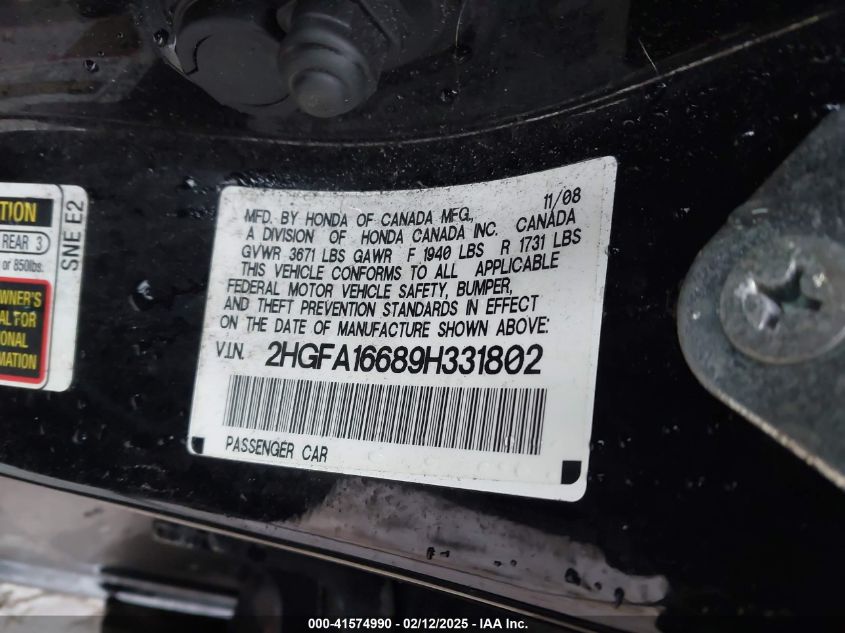 TION
REAR 3
or 850lbs.
WNER'S
AL FOR
IONAL
MATION
SNE E2
11/08
MFD. BY HONDA OF CANADA MFG.,
A DIVISION OF HONDA CANADA INC. CANADA
GVWR 3671 LBS GAWR F 1940 LBS R 1731 LBS
THIS VEHICLE CONFORMS TO ALL APPLICABLE
FEDERAL MOTOR VEHICLE SAFETY, BUMPER,
AND THEFT PREVENTION STANDARDS IN EFFECT
ON THE DATE OF MANUFACTURE SHOWN ABOVE:
V.I.N. 2HGFA16689H331802
PASSENGER CAR
000-41574990 - 02/12/2025 - IAA Inc.